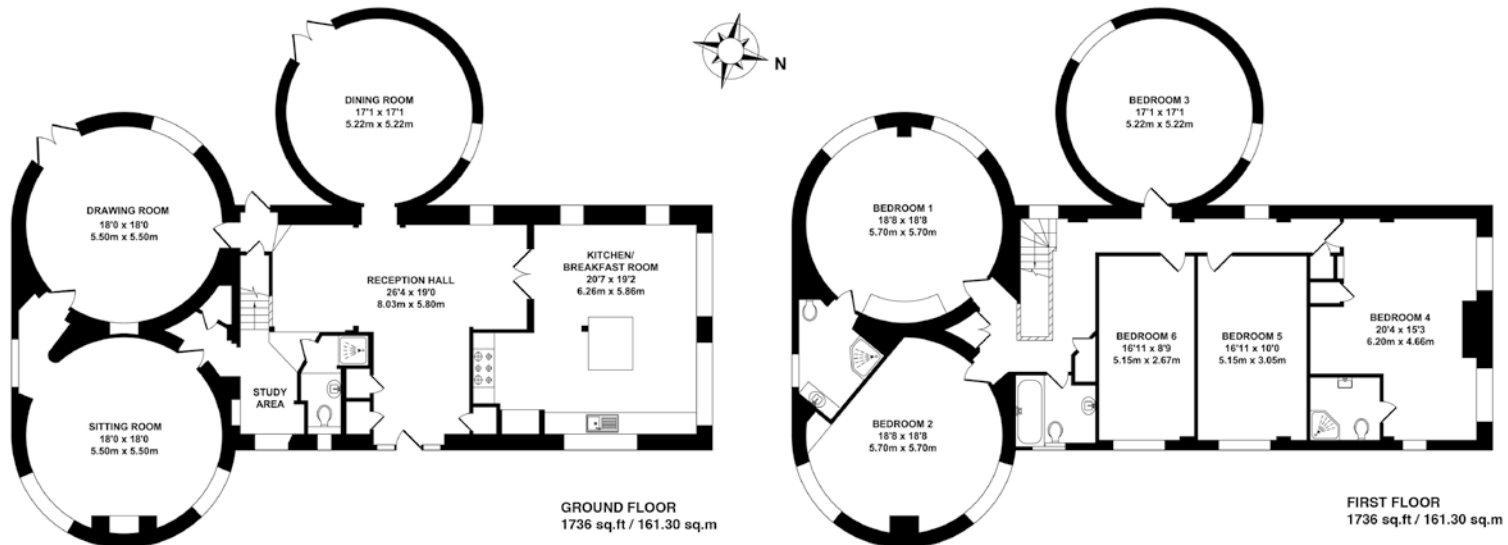 DINING ROOM
17'1 x 17'1
5.22m x 5.22m
N
DRAWING ROOM
18'0 x 18'0
5.50m x 5.50m
RECEPTION HALL
26'4 x 19'0
8.03m x 5.80m
KITCHEN/
BREAKFAST ROOM
20'7 x 19'2
6.26m x 5.86m
STUDY
AREA
SITTING ROOM
18'0 x 18'0
5.50m x 5.50m
GROUND FLOOR
1736 sq.ft / 161.30 sq.m
BEDROOM 3
17'1 x 17'1
5.22m x 5.22m
BEDROOM 1
18'8 x 18'8
5.70m x 5.70m
BEDROOM 6
16'11 x 8'9
5.15m x 2.67m
BEDROOM 5
16'11 x 10'0
5.15m x 3.05m
BEDROOM 4
20'4 x 15'3
6.20m x 4.66m
BEDROOM 2
18'8 x 18'8
5.70m x 5.70m
FIRST FLOOR
1736 sq.ft / 161.30 sq.m